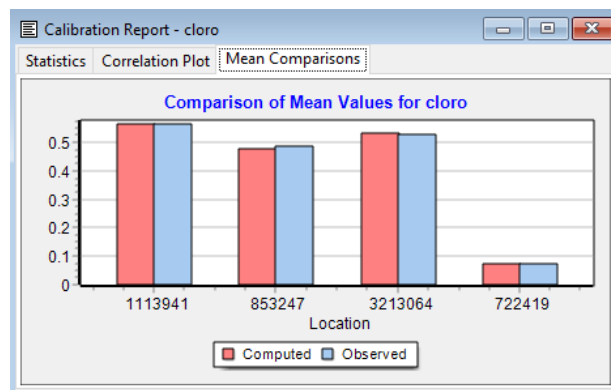 Calibration Report - cloro
Statistics Correlation Plot Mean Comparisons
Comparison of Mean Values for cloro
0.5
0.4
0.3
0.2
0.1
0
1113941 853247 3213064 722419
Location
Computed Observed